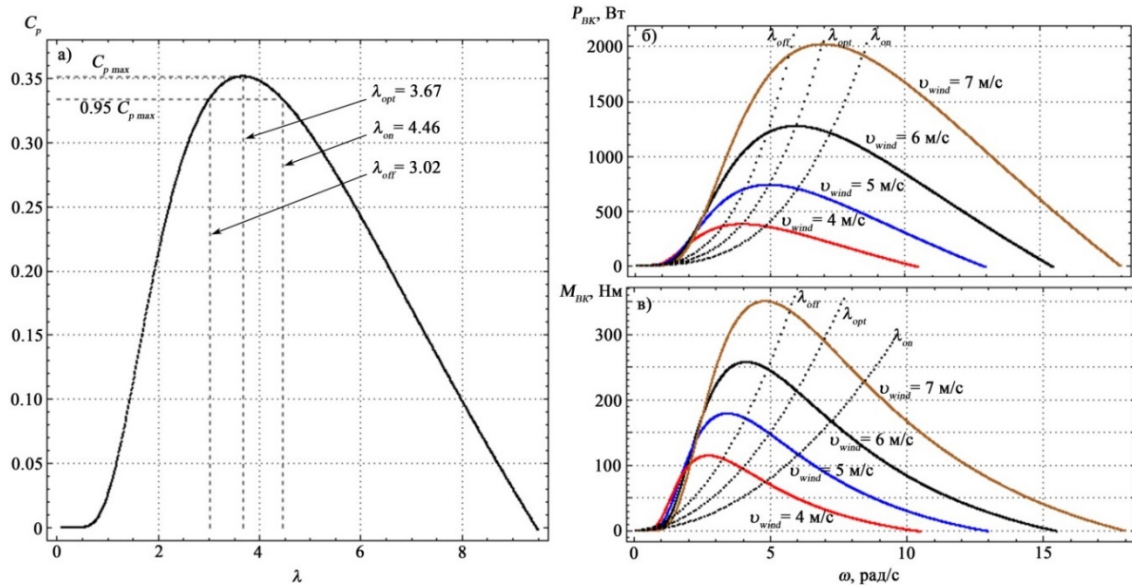 C_p
а)
C_p max
0.95 C_p max
λ_opt = 3.67
λ_on = 4.46
λ_off = 3.02
0.35
0.30
0.25
0.20
0.15
0.10
0.05
0
0 2 4 6 8
λ
P_ВК, Вт
б)
λ_off λ_opt λ_on
υ_wind = 7 м/с
υ_wind = 6 м/с
υ_wind = 5 м/с
υ_wind = 4 м/с
2000
1500
1000
500
0
0 5 10 15
M_ВК, Нм
в)
λ_off
λ_opt
λ_on
υ_wind = 7 м/с
υ_wind = 6 м/с
υ_wind = 5 м/с
υ_wind = 4 м/с
300
200
100
0
0 5 10 15
ω, рад/с